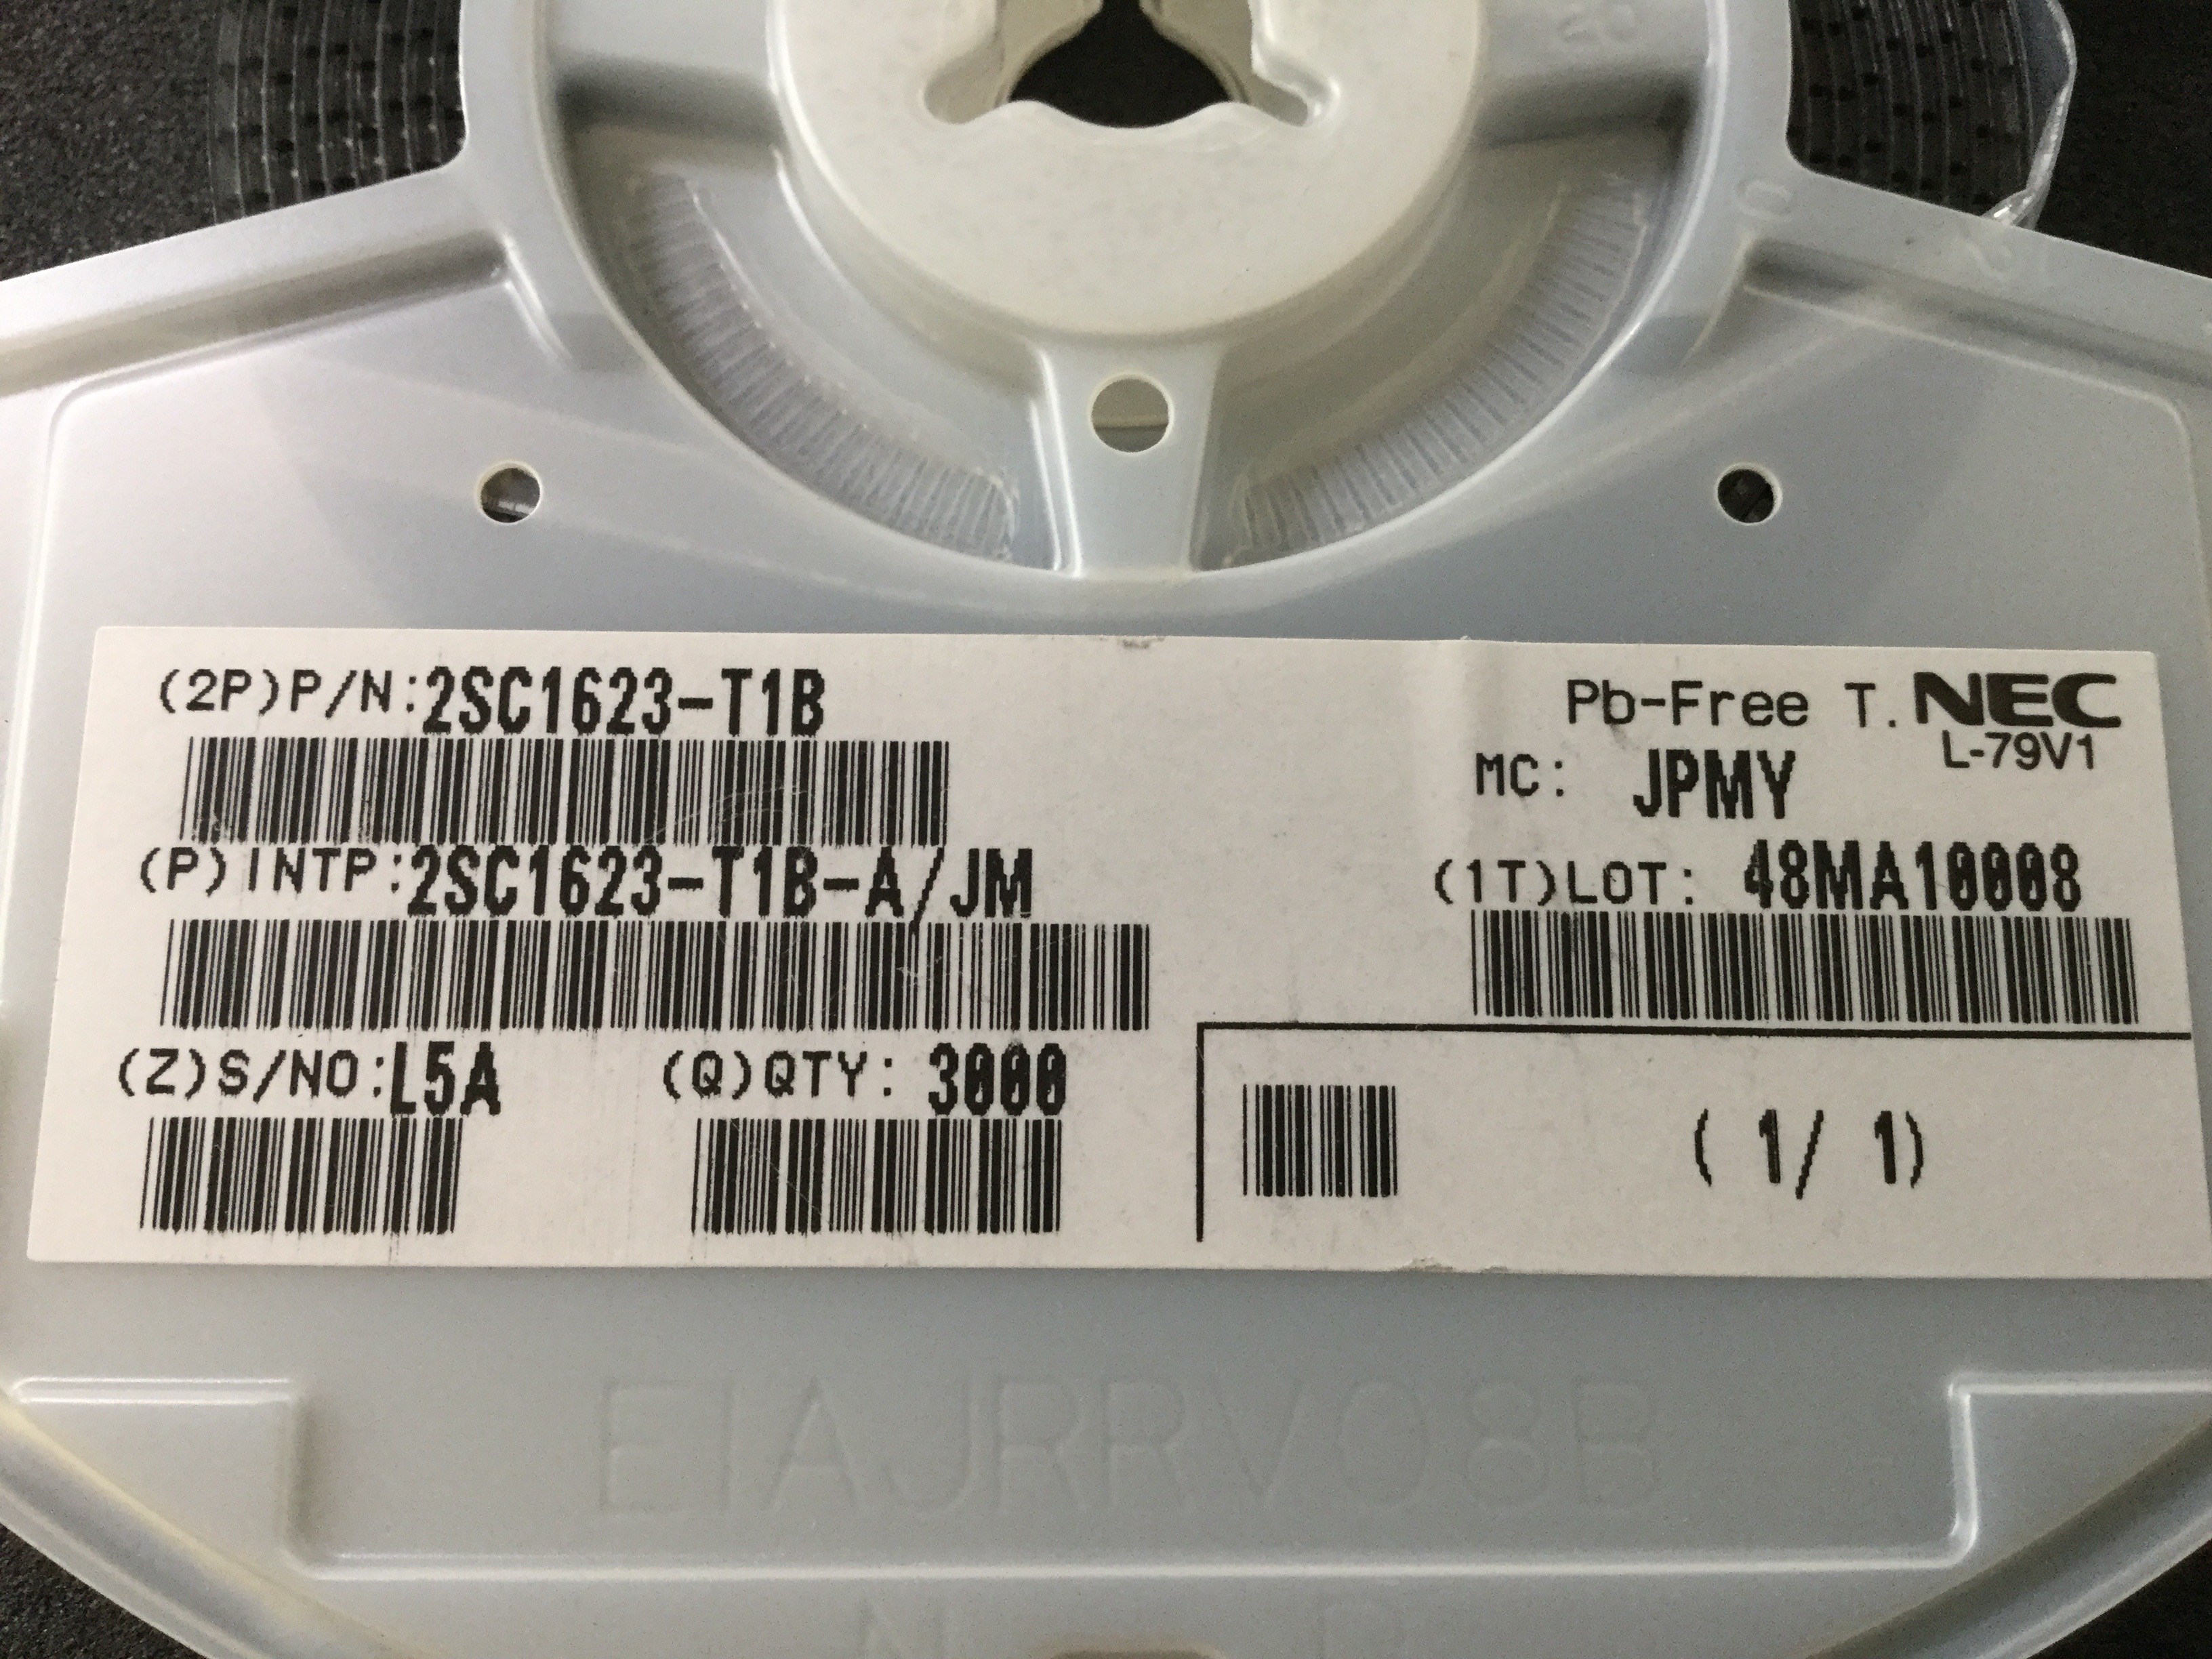 (2P)P/N:2SC1623-T1B
Pb-Free T.NEC
L-79V1
MC: JPMY
(P)INTP:2SC1623-T1B-A/JM
(1T)LOT: 48MA10008
(Z)S/NO:L5A
(Q)QTY: 3000
( 1/ 1)
EIAJRRV08B